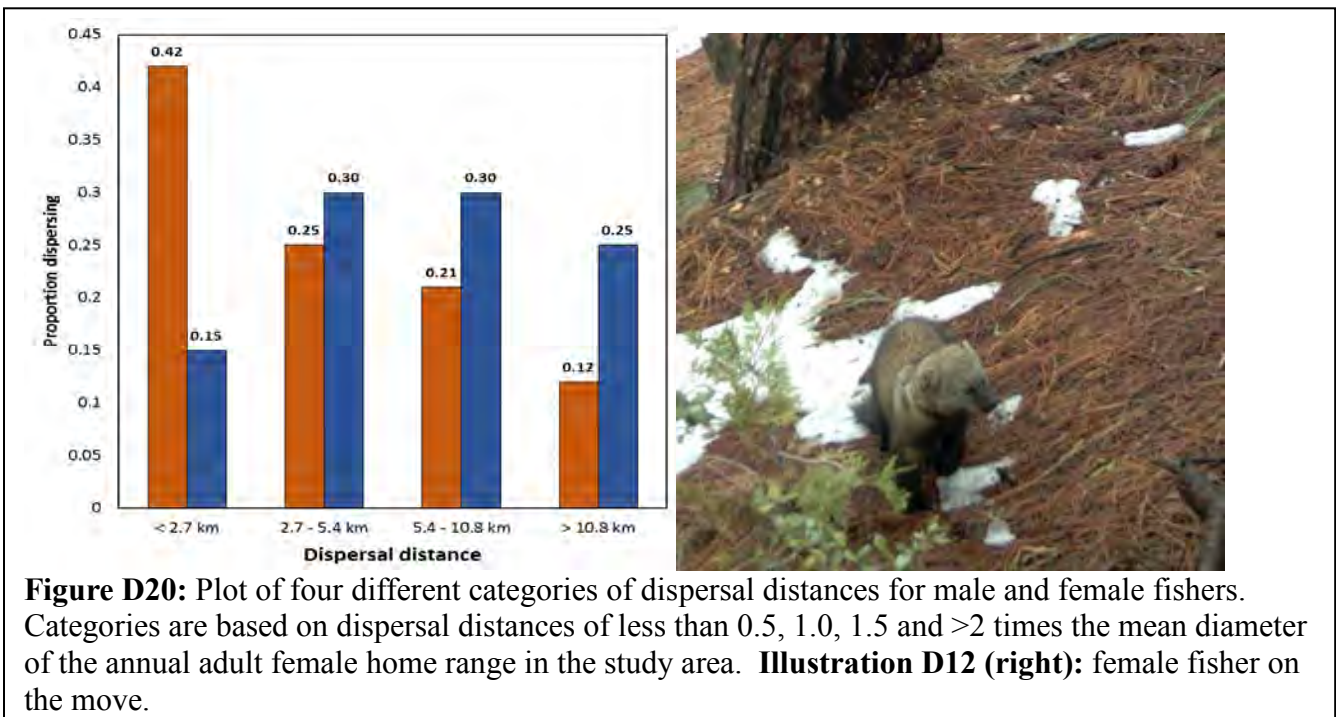 0.45
0.4
0.35
0.3
0.25
0.2
0.15
0.1
0.05
0
Proportion dispersing
0.42
0.15
0.25
0.30
0.21
0.30
0.12
0.25
< 2.7 km
2.7 - 5.4 km
5.4 - 10.8 km
> 10.8 km
Dispersal distance
Figure D20: Plot of four different categories of dispersal distances for male and female fishers.
Categories are based on dispersal distances of less than 0.5, 1.0, 1.5 and >2 times the mean diameter
of the annual adult female home range in the study area. Illustration D12 (right): female fisher on
the move.